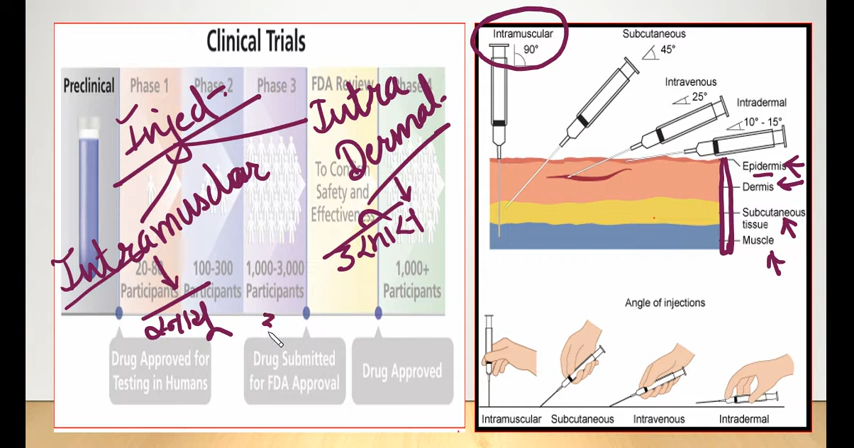 Clinical Trials
Preclinical
Phase 1
Phase 2
Phase 3
FDA Review
Phase 4
Injec
Intra
Dermal
Intramuscular
To Confirm
Safety and
Effectiveness
20-80
Participants
100-300
Participants
1,000-3,000
Participants
1,000+
Participants
Drug Approved for
Testing in Humans
Drug Submitted
for FDA Approval
Drug Approved
Intramuscular
90°
Subcutaneous
45°
Intravenous
25°
Intradermal
10° - 15°
Epidermis
Dermis
Subcutaneous
tissue
Muscle
Angle of injections
Intramuscular
Subcutaneous
Intravenous
Intradermal